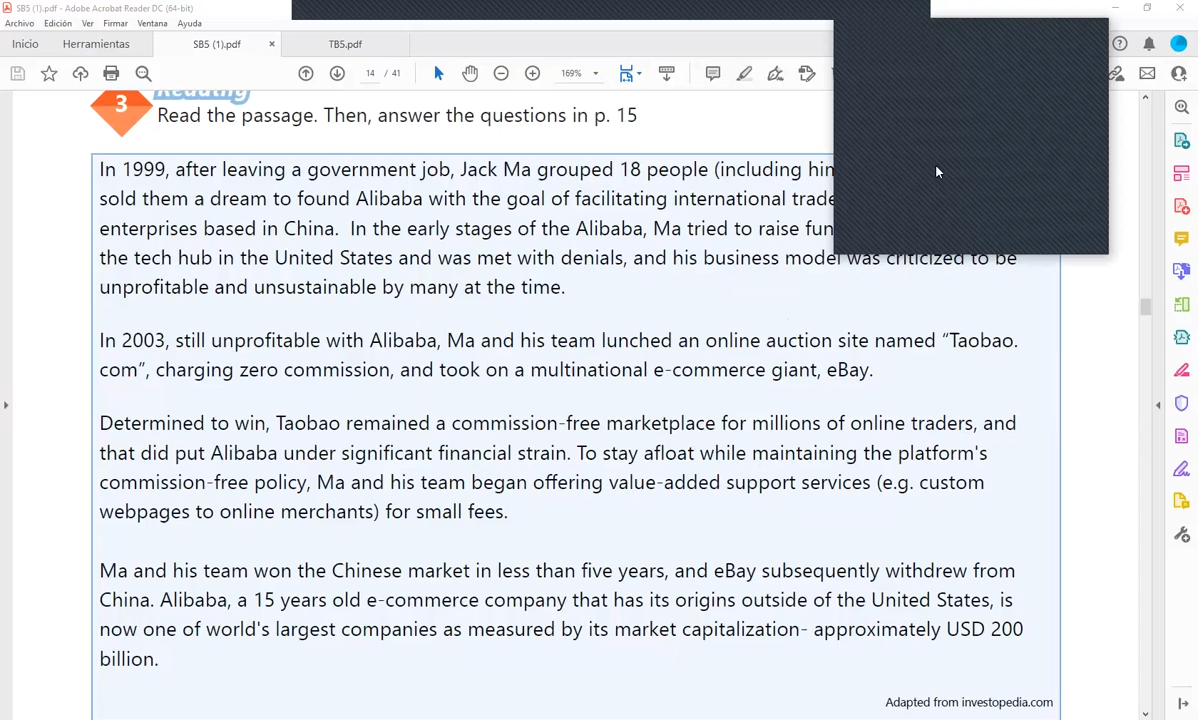 SB5 (1).pdf - Adobe Acrobat Reader DC (64-bit)
Archivo Edición Ver Firmar Ventana Ayuda
Inicio Herramientas SB5 (1).pdf × TB5.pdf
14 / 41 169%
3 Reading
Read the passage. Then, answer the questions in p. 15
In 1999, after leaving a government job, Jack Ma grouped 18 people (including him
sold them a dream to found Alibaba with the goal of facilitating international trade
enterprises based in China. In the early stages of the Alibaba, Ma tried to raise fun
the tech hub in the United States and was met with denials, and his business model was criticized to be
unprofitable and unsustainable by many at the time.
In 2003, still unprofitable with Alibaba, Ma and his team lunched an online auction site named “Taobao.
com”, charging zero commission, and took on a multinational e-commerce giant, eBay.
Determined to win, Taobao remained a commission-free marketplace for millions of online traders, and
that did put Alibaba under significant financial strain. To stay afloat while maintaining the platform's
commission-free policy, Ma and his team began offering value-added support services (e.g. custom
webpages to online merchants) for small fees.
Ma and his team won the Chinese market in less than five years, and eBay subsequently withdrew from
China. Alibaba, a 15 years old e-commerce company that has its origins outside of the United States, is
now one of world's largest companies as measured by its market capitalization- approximately USD 200
billion.
Adapted from investopedia.com